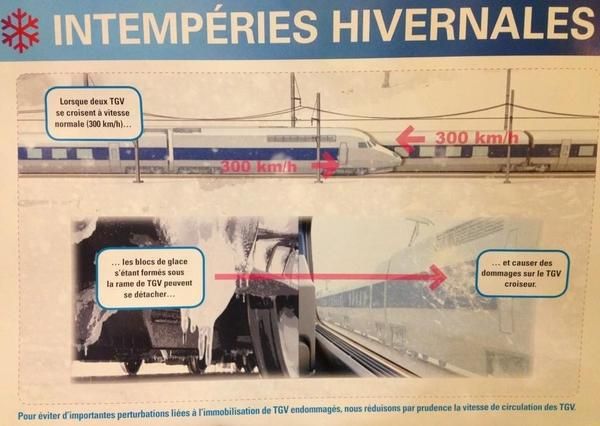 INTEMPÉRIES HIVERNALES
Lorsque deux TGV
se croisent à vitesse
normale (300 km/h)...
300 km/h
300 km/h
... les blocs de glace
s'étant formés sous
la rame de TGV peuvent
se détacher...
... et causer des
dommages sur le TGV
croiseur.
Pour éviter d'importantes perturbations liées à l'immobilisation de TGV endommagés, nous réduisons par prudence la vitesse de circulation des TGV.